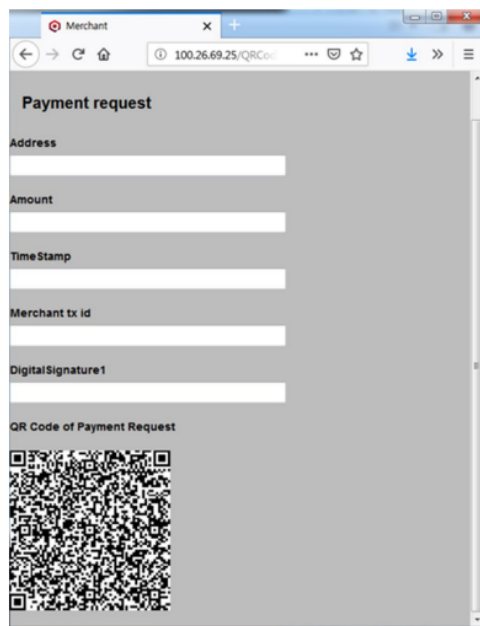 Merchant
100.26.69.25/QRCod
Payment request
Address
Amount
TimeStamp
Merchant tx id
DigitalSignature1
QR Code of Payment Request